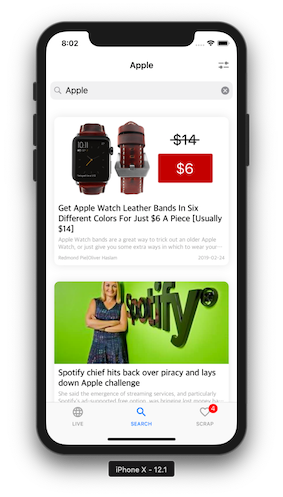 8:02
Apple
Apple
$14
$6
Get Apple Watch Leather Bands In Six
Different Colors For Just $6 A Piece [Usually
$14]
Apple Watch bands are a great way to trick out an older Apple
Watch, or just give you some extra ways in which to wear your ···
Redmond Pie|Oliver Haslam
2019-02-24
Spotify
Spotify chief hits back over piracy and lays
down Apple challenge
She said the emergence of streaming services, and particularly
Spotify's ad-supported free option, was bringing lost money for
LIVE
SEARCH
4
SCRAP
iPhone X - 12.1